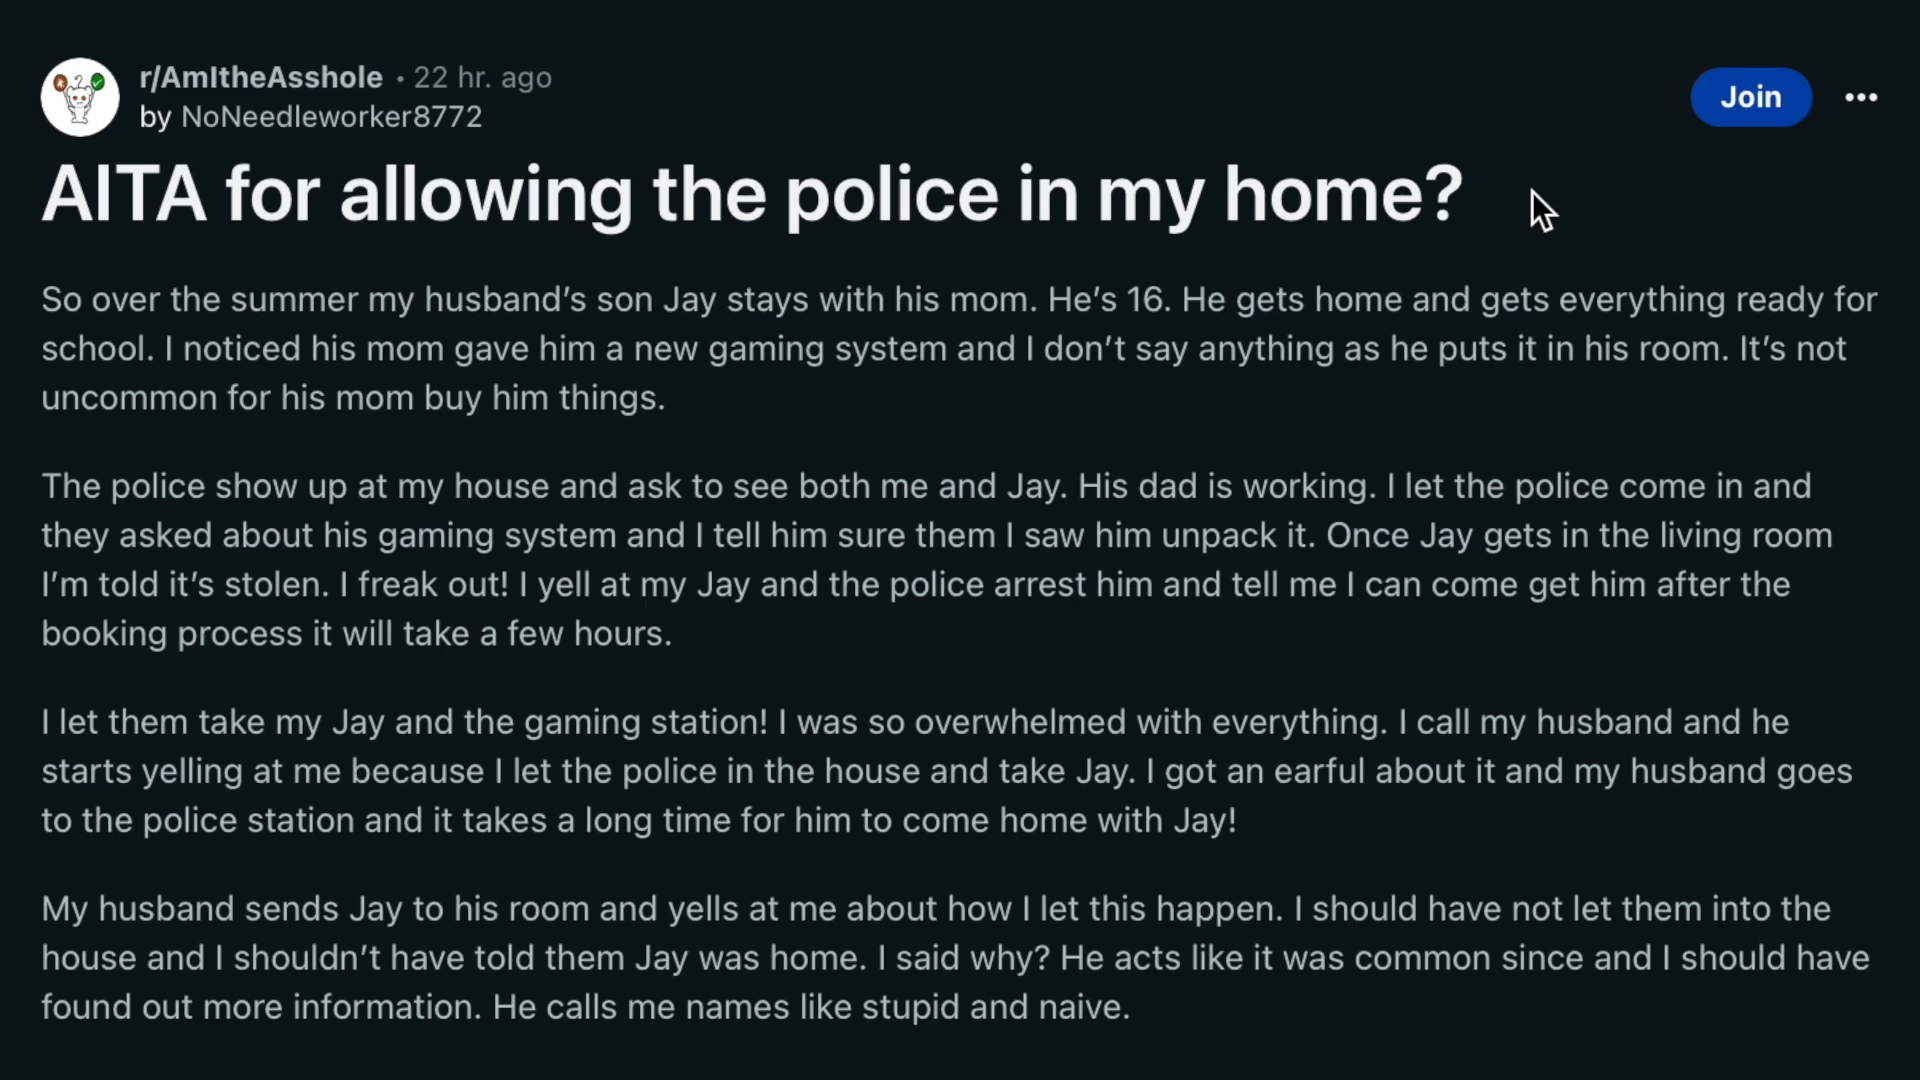 r/AmItheAsshole • 22 hr. ago
by NoNeedleworker8772
Join
AITA for allowing the police in my home?
So over the summer my husband's son Jay stays with his mom. He's 16. He gets home and gets everything ready for
school. I noticed his mom gave him a new gaming system and I don't say anything as he puts it in his room. It's not
uncommon for his mom buy him things.
The police show up at my house and ask to see both me and Jay. His dad is working. I let the police come in and
they asked about his gaming system and I tell him sure them I saw him unpack it. Once Jay gets in the living room
I'm told it's stolen. I freak out! I yell at my Jay and the police arrest him and tell me I can come get him after the
booking process it will take a few hours.
I let them take my Jay and the gaming station! I was so overwhelmed with everything. I call my husband and he
starts yelling at me because I let the police in the house and take Jay. I got an earful about it and my husband goes
to the police station and it takes a long time for him to come home with Jay!
My husband sends Jay to his room and yells at me about how I let this happen. I should have not let them into the
house and I shouldn't have told them Jay was home. I said why? He acts like it was common since and I should have
found out more information. He calls me names like stupid and naive.